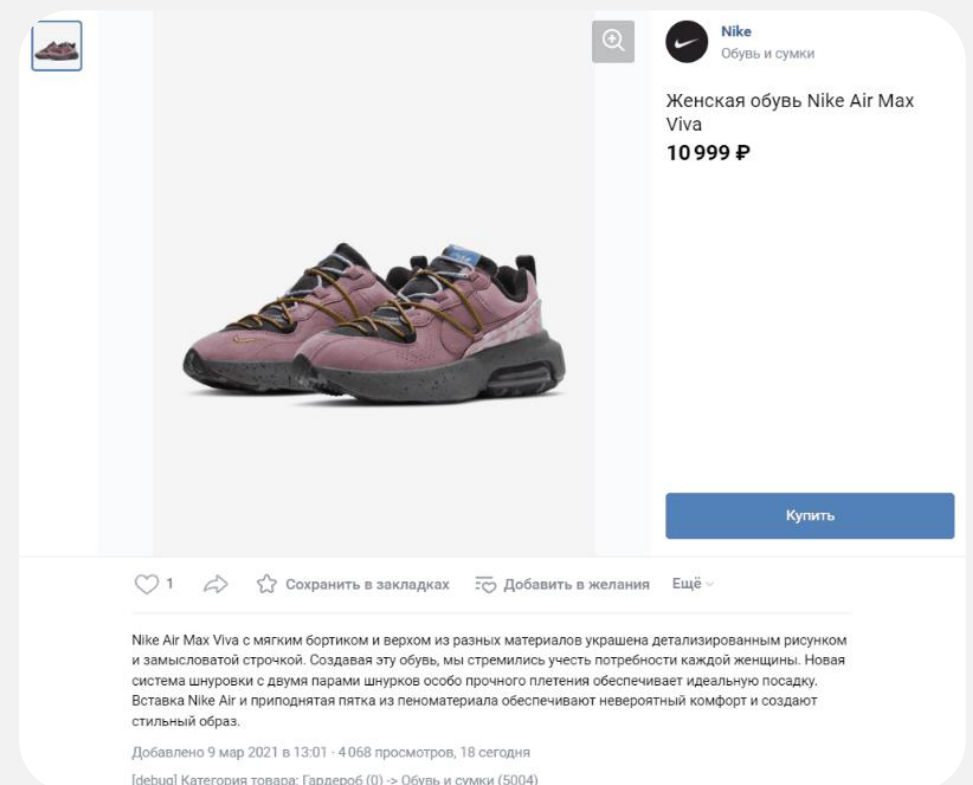 Nike
Обувь и сумки
Женская обувь Nike Air Max
Viva
10 999 ₽
Купить
1
Сохранить в закладках
Добавить в желания
Ещё
Nike Air Max Viva с мягким бортиком и верхом из разных материалов украшена детализированным рисунком
и замысловатой строчкой. Создавая эту обувь, мы стремились учесть потребности каждой женщины. Новая
система шнуровки с двумя парами шнурков особо прочного плетения обеспечивает идеальную посадку.
Вставка Nike Air и приподнятая пятка из пеноматериала обеспечивают невероятный комфорт и создают
стильный образ.
Добавлено 9 мар 2021 в 13:01 · 4 068 просмотров, 18 сегодня
[debug] Категория товара: Гардероб (0) -> Обувь и сумки (5004)